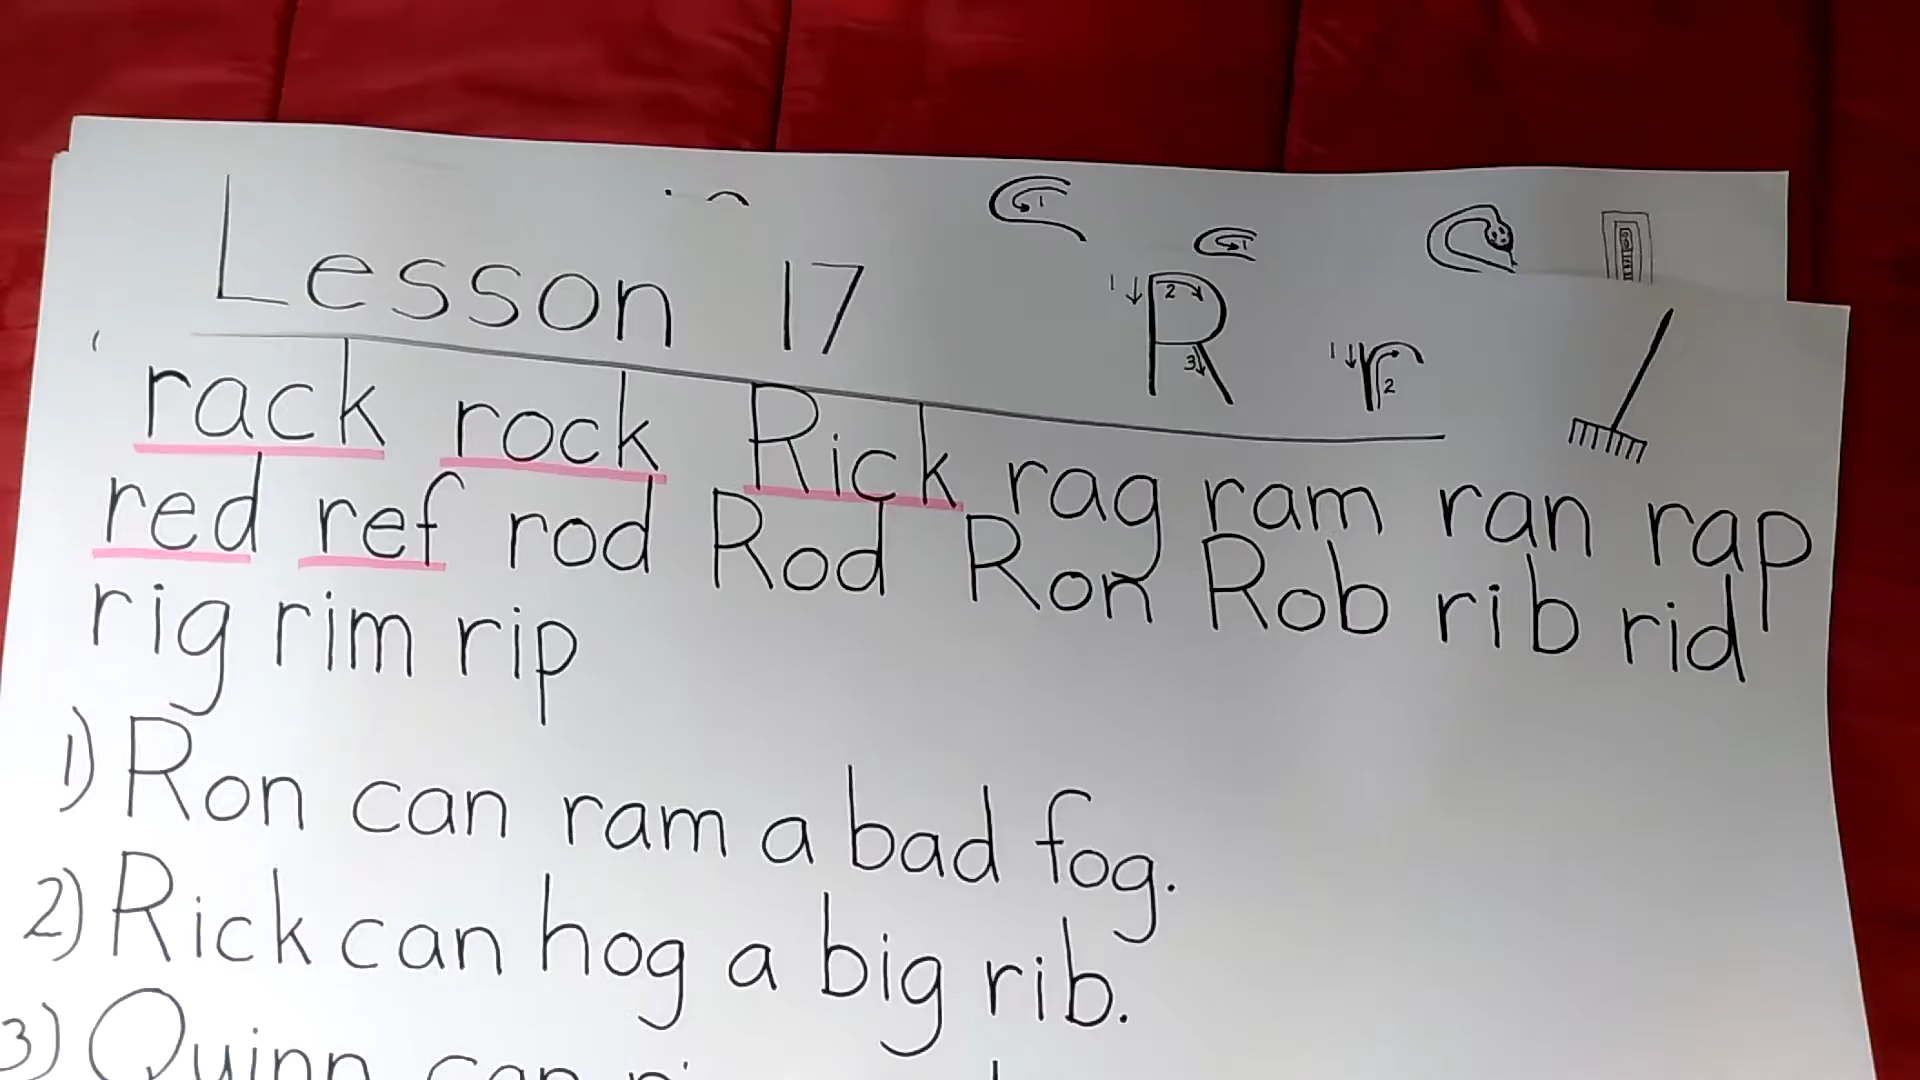 Lesson 17
R r
rack rock Rick rag ram ran rap
red ref rod Rod Ron Rob rib rid
rig rim rip
1) Ron can ram a bad fog.
2) Rick can hog a big rib.
3) Quinn can